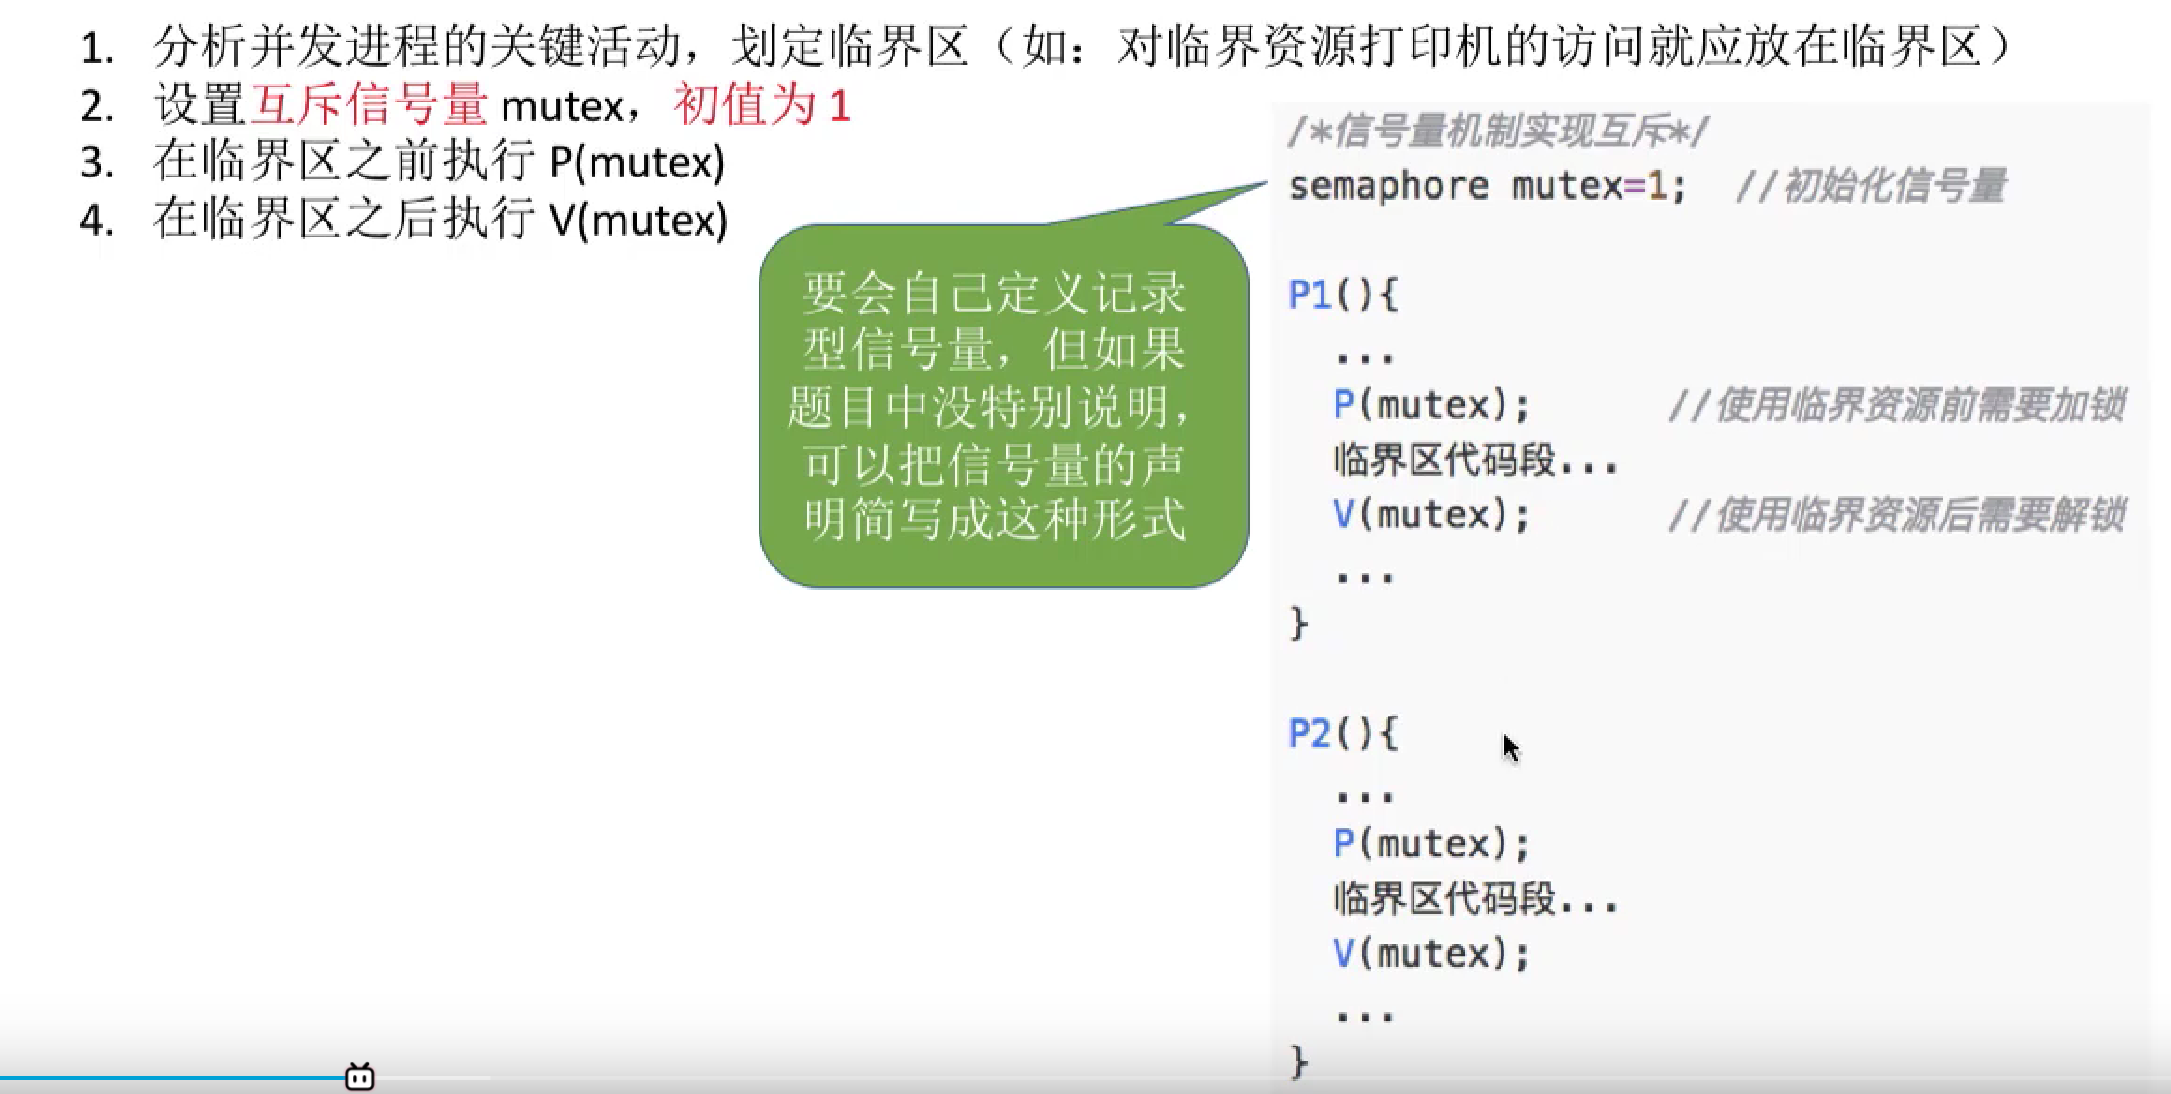 1. 分析并发进程的关键活动，划定临界区（如：对临界资源打印机的访问就应放在临界区）
2. 设置互斥信号量 mutex，初值为 1
3. 在临界区之前执行 P(mutex)
4. 在临界区之后执行 V(mutex)
要会自己定义记录
型信号量，但如果
题目中没特别说明，
可以把信号量的声
明简写成这种形式
/*信号量机制实现互斥*/
semaphore mutex=1; //初始化信号量
P1(){
...
P(mutex); //使用临界资源前需要加锁
临界区代码段...
V(mutex); //使用临界资源后需要解锁
...
}
P2(){
...
P(mutex);
临界区代码段...
V(mutex);
...
}